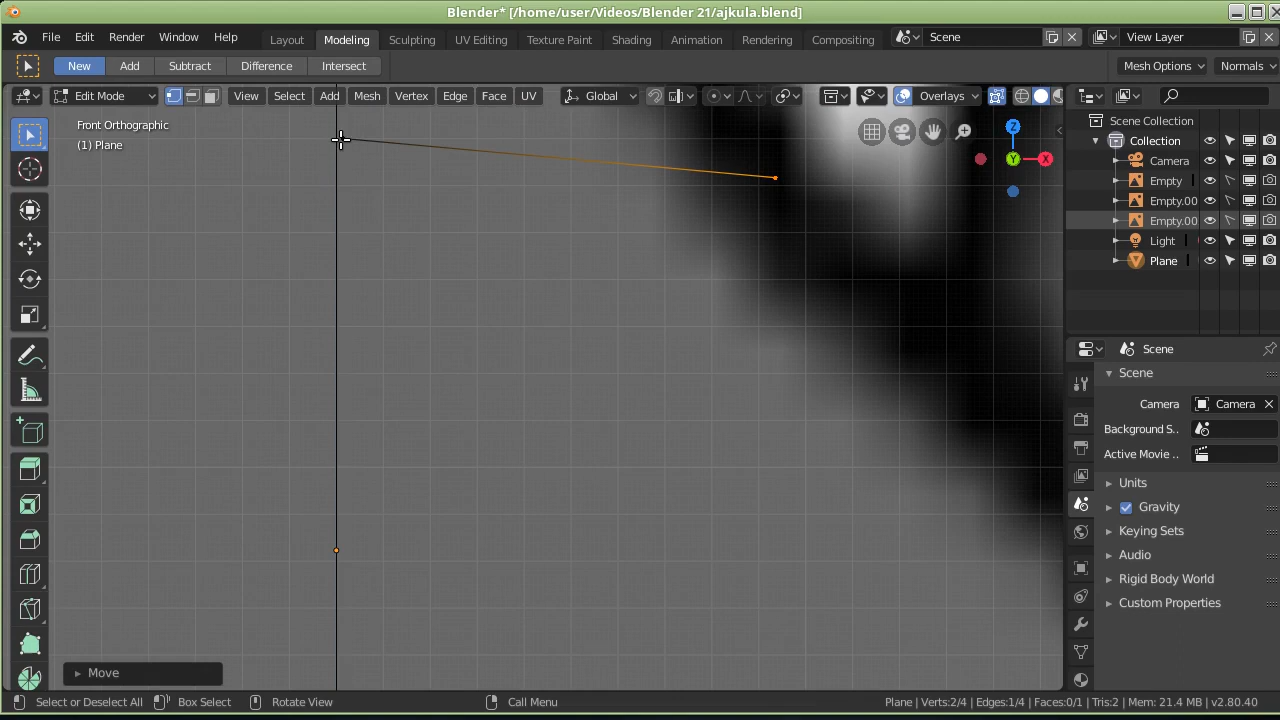 Blender* [/home/user/Videos/Blender 21/ajkula.blend]
File Edit Render Window Help Layout Modeling Sculpting UV Editing Texture Paint Shading Animation Rendering Compositing Scene View Layer
New Add Subtract Difference Intersect Mesh Options Normals
Edit Mode View Select Add Mesh Vertex Edge Face UV Global Overlays
Front Orthographic
(1) Plane
Z
Y
X
Scene Collection
Collection
Camera
Empty
Empty.00
Empty.00
Light
Plane
Scene
Scene
Camera Camera
Background S..
Active Movie ..
Units
Gravity
Keying Sets
Audio
Rigid Body World
Custom Properties
Move
Select or Deselect All Box Select Rotate View Call Menu Plane | Verts:2/4 | Edges:1/4 | Faces:0/1 | Tris:2 | Mem: 21.4 MB | v2.80.40